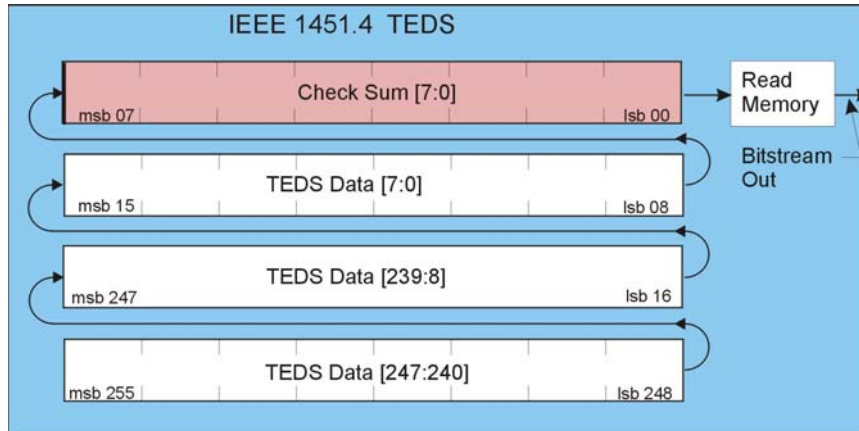 IEEE 1451.4 TEDS
Check Sum [7:0]
msb 07
lsb 00
Read
Memory
Bitstream
Out
TEDS Data [7:0]
msb 15
lsb 08
TEDS Data [239:8]
msb 247
lsb 16
TEDS Data [247:240]
msb 255
lsb 248